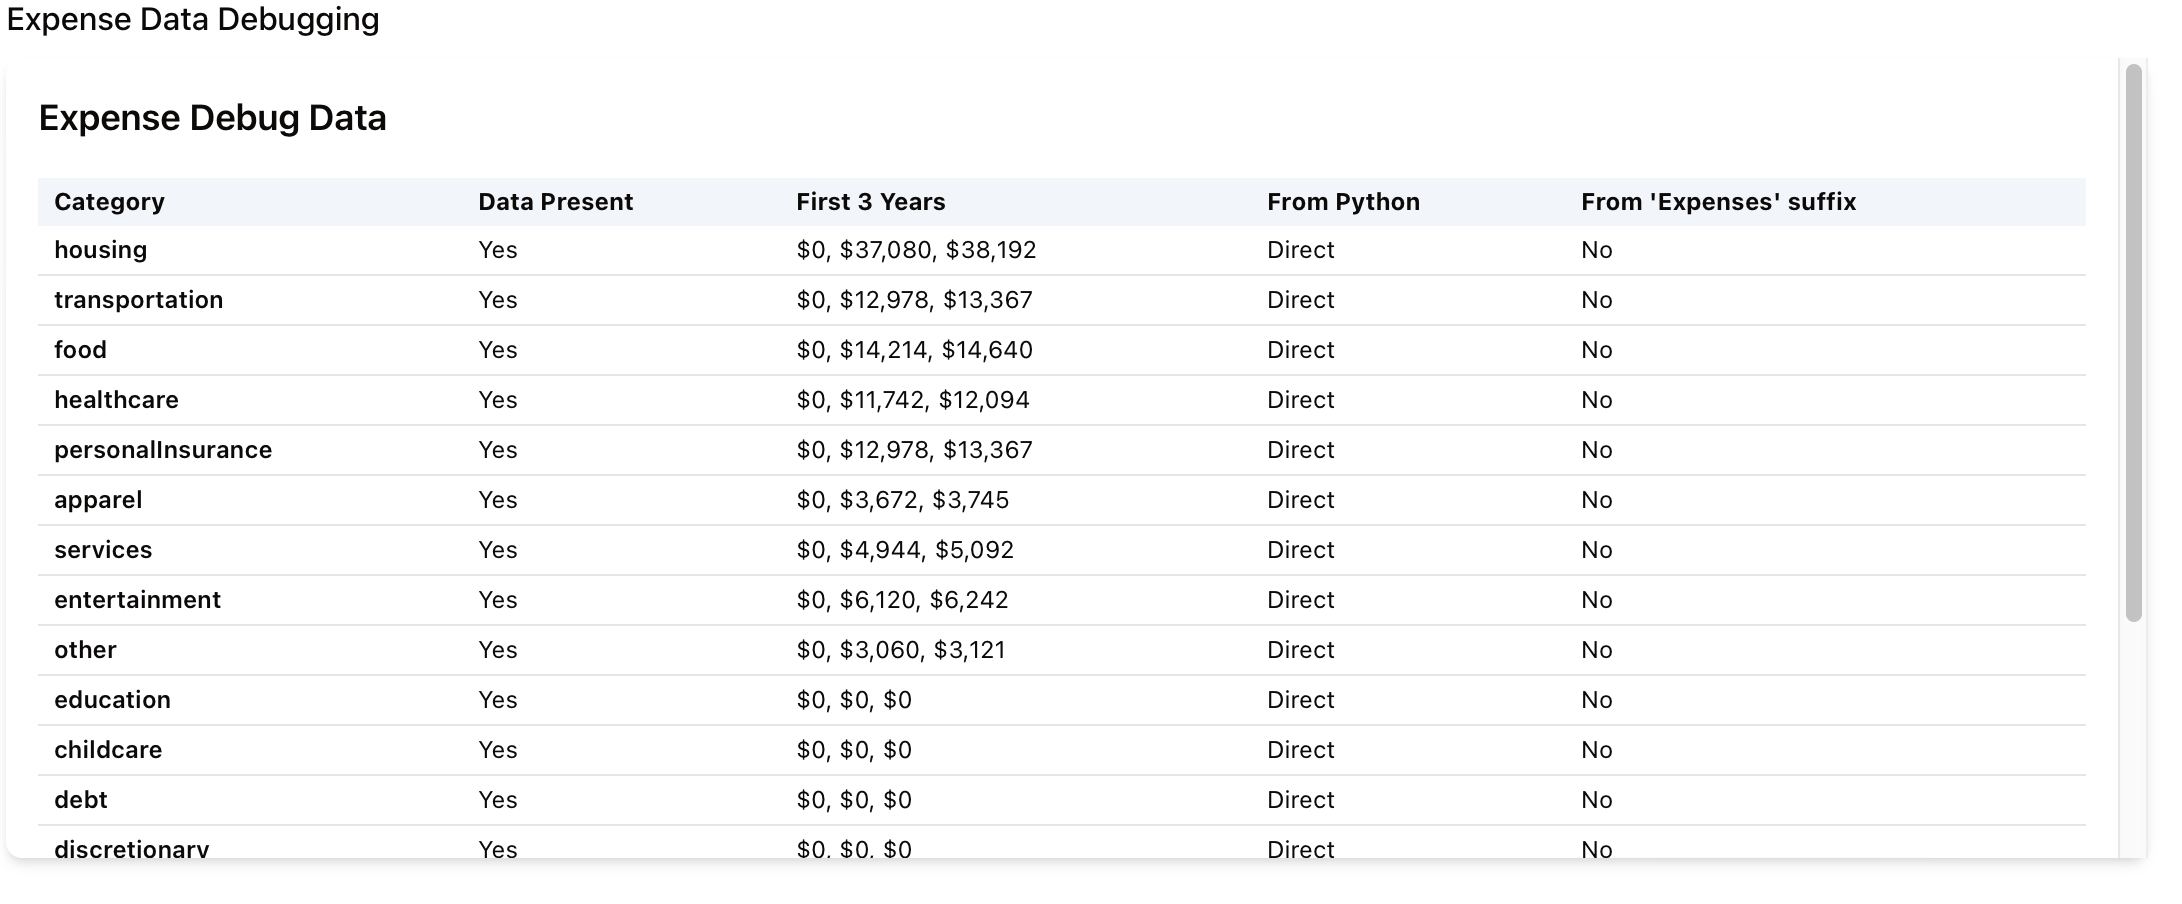 Expense Data Debugging
Expense Debug Data
Category Data Present First 3 Years From Python From 'Expenses' suffix
housing Yes $0, $37,080, $38,192 Direct No
transportation Yes $0, $12,978, $13,367 Direct No
food Yes $0, $14,214, $14,640 Direct No
healthcare Yes $0, $11,742, $12,094 Direct No
personalInsurance Yes $0, $12,978, $13,367 Direct No
apparel Yes $0, $3,672, $3,745 Direct No
services Yes $0, $4,944, $5,092 Direct No
entertainment Yes $0, $6,120, $6,242 Direct No
other Yes $0, $3,060, $3,121 Direct No
education Yes $0, $0, $0 Direct No
childcare Yes $0, $0, $0 Direct No
debt Yes $0, $0, $0 Direct No
discretionary Yes $0, $0, $0 Direct No